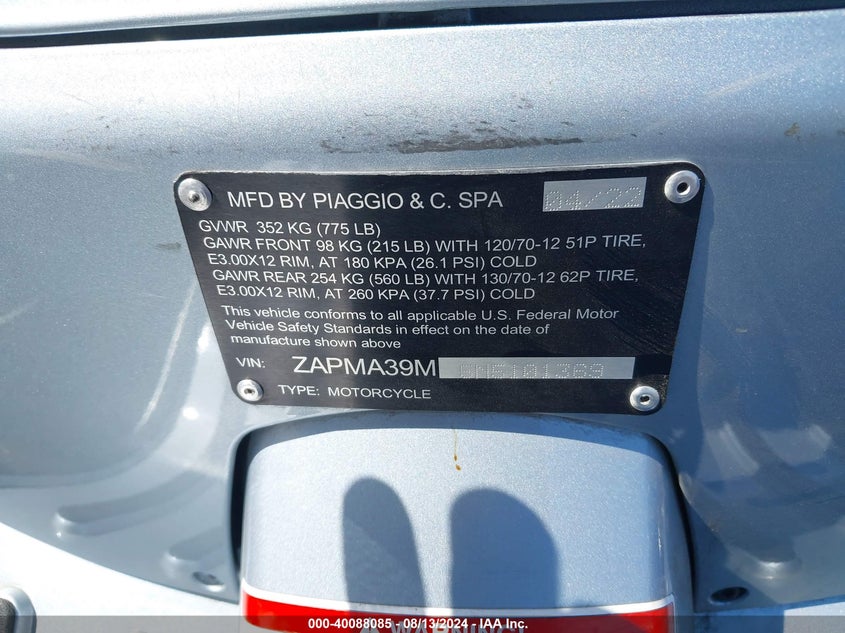 MFD BY PIAGGIO & C. SPA 04/22
GVWR 352 KG (775 LB)
GAWR FRONT 98 KG (215 LB) WITH 120/70-12 51P TIRE,
E3.00X12 RIM, AT 180 KPA (26.1 PSI) COLD
GAWR REAR 254 KG (560 LB) WITH 130/70-12 62P TIRE,
E3.00X12 RIM, AT 260 KPA (37.7 PSI) COLD
This vehicle conforms to all applicable U.S. Federal Motor
Vehicle Safety Standards in effect on the date of
manufacture shown above
VIN: ZAPMA39M
TYPE: MOTORCYCLE
WARNING!
000-40088085 - 08/13/2024 - IAA Inc.